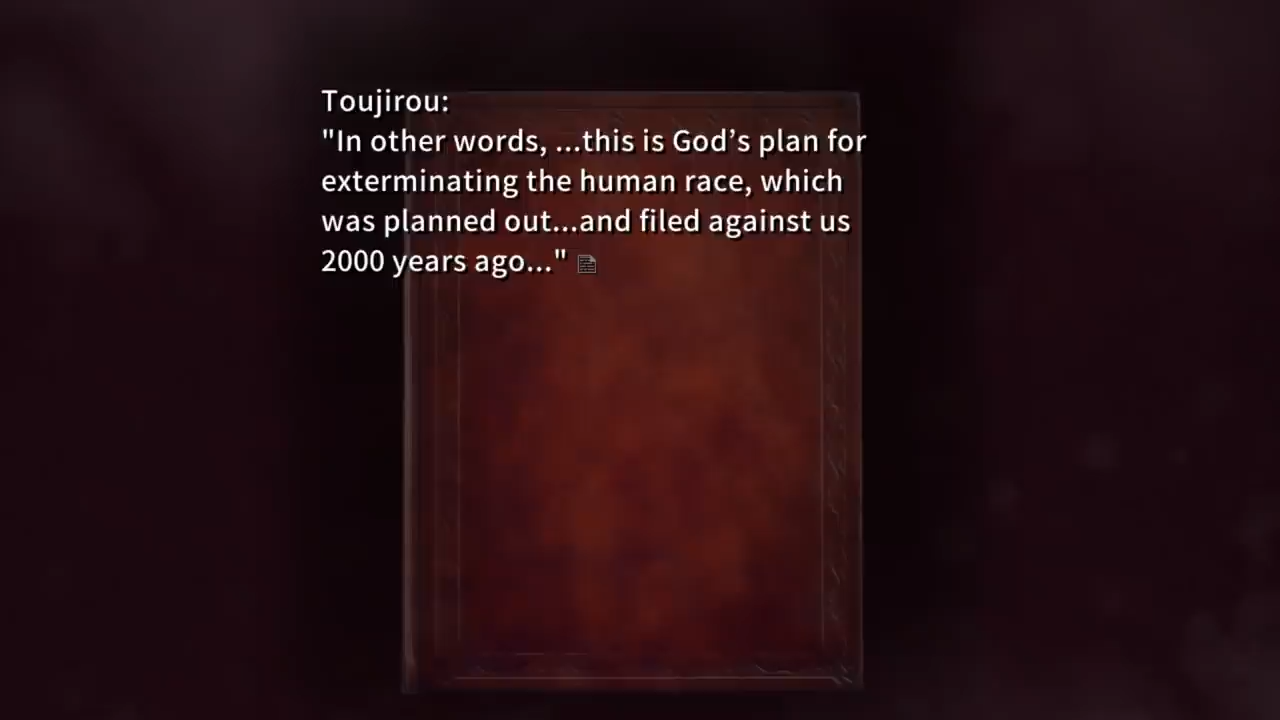 Toujirou:
"In other words, ...this is God’s plan for
exterminating the human race, which
was planned out...and filed against us
2000 years ago..."